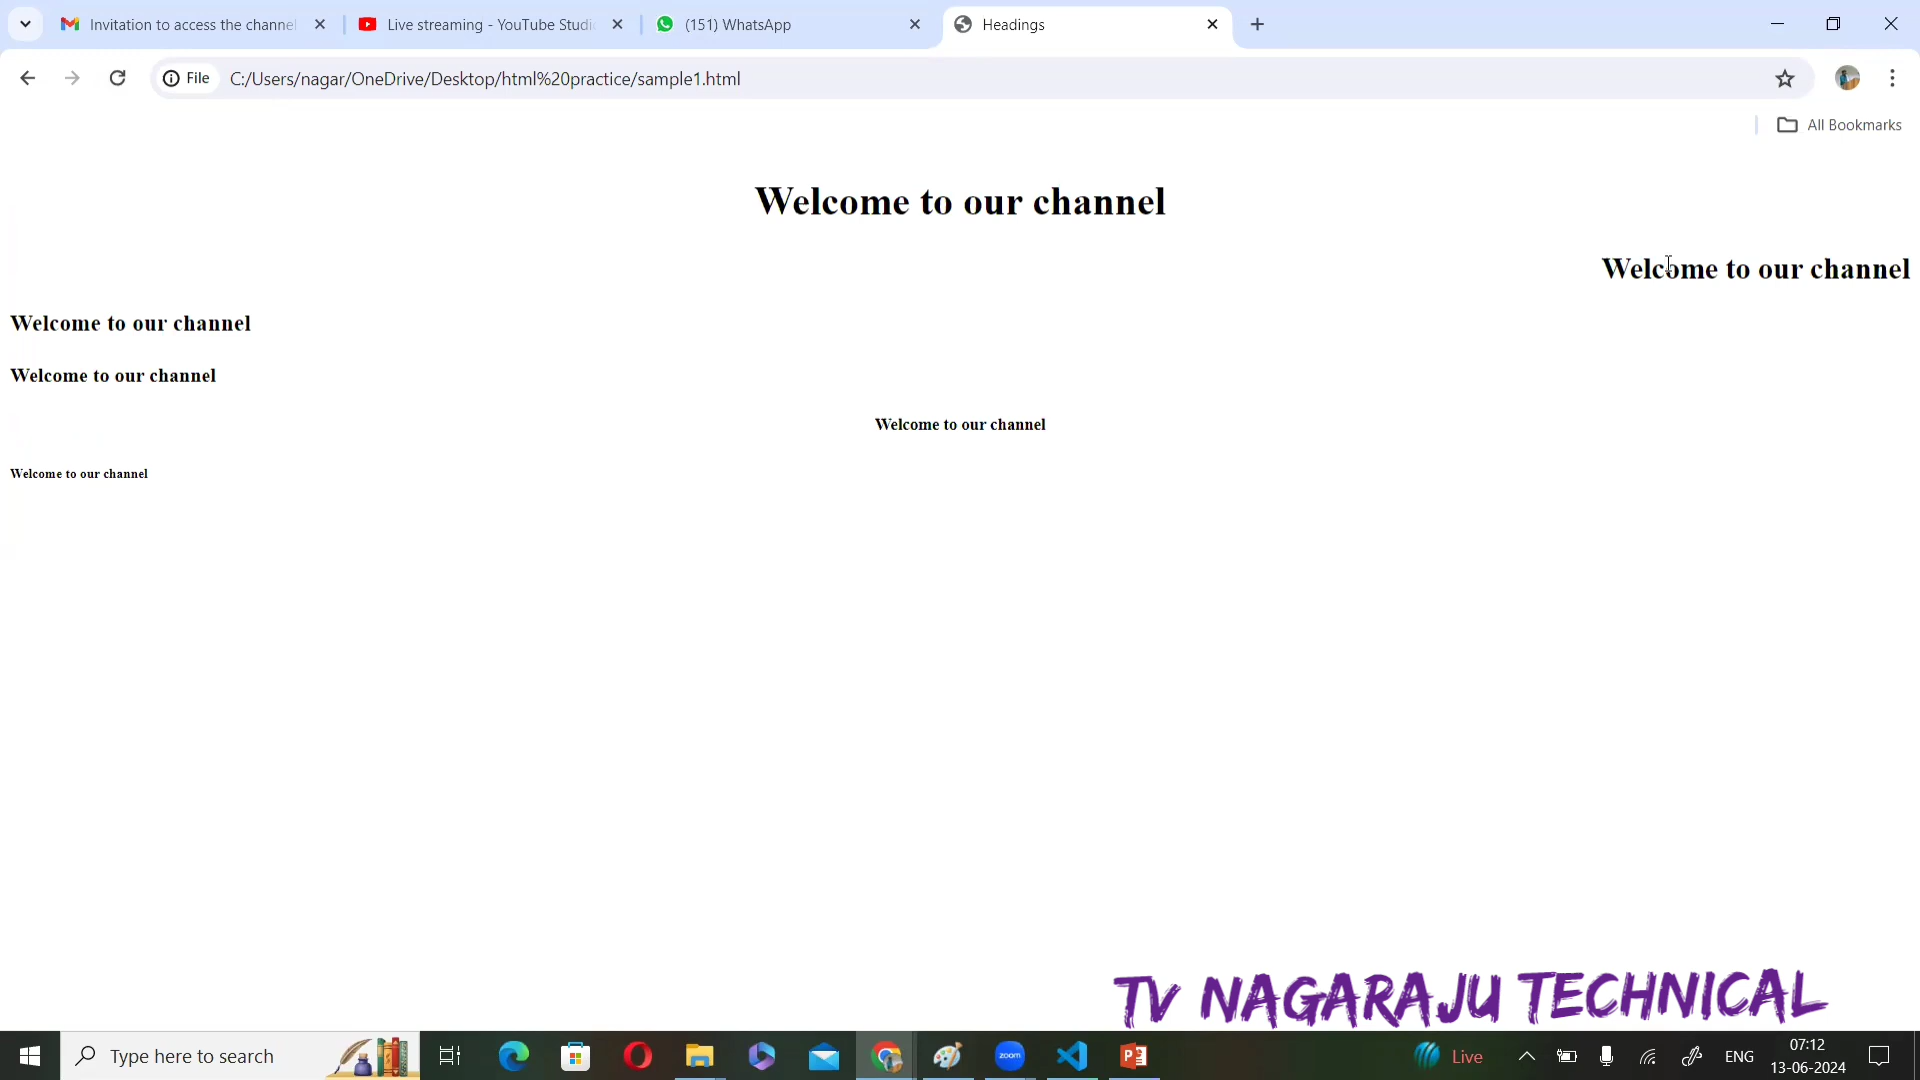 Invitation to access the channel
Live streaming - YouTube Studi
(151) WhatsApp
Headings
File
C:/Users/nagar/OneDrive/Desktop/html%20practice/sample1.html
All Bookmarks
Welcome to our channel
Welcome to our channel
Welcome to our channel
Welcome to our channel
Welcome to our channel
Welcome to our channel
TV NAGARAJU TECHNICAL
Type here to search
zoom
Live
ENG
07:12
13-06-2024